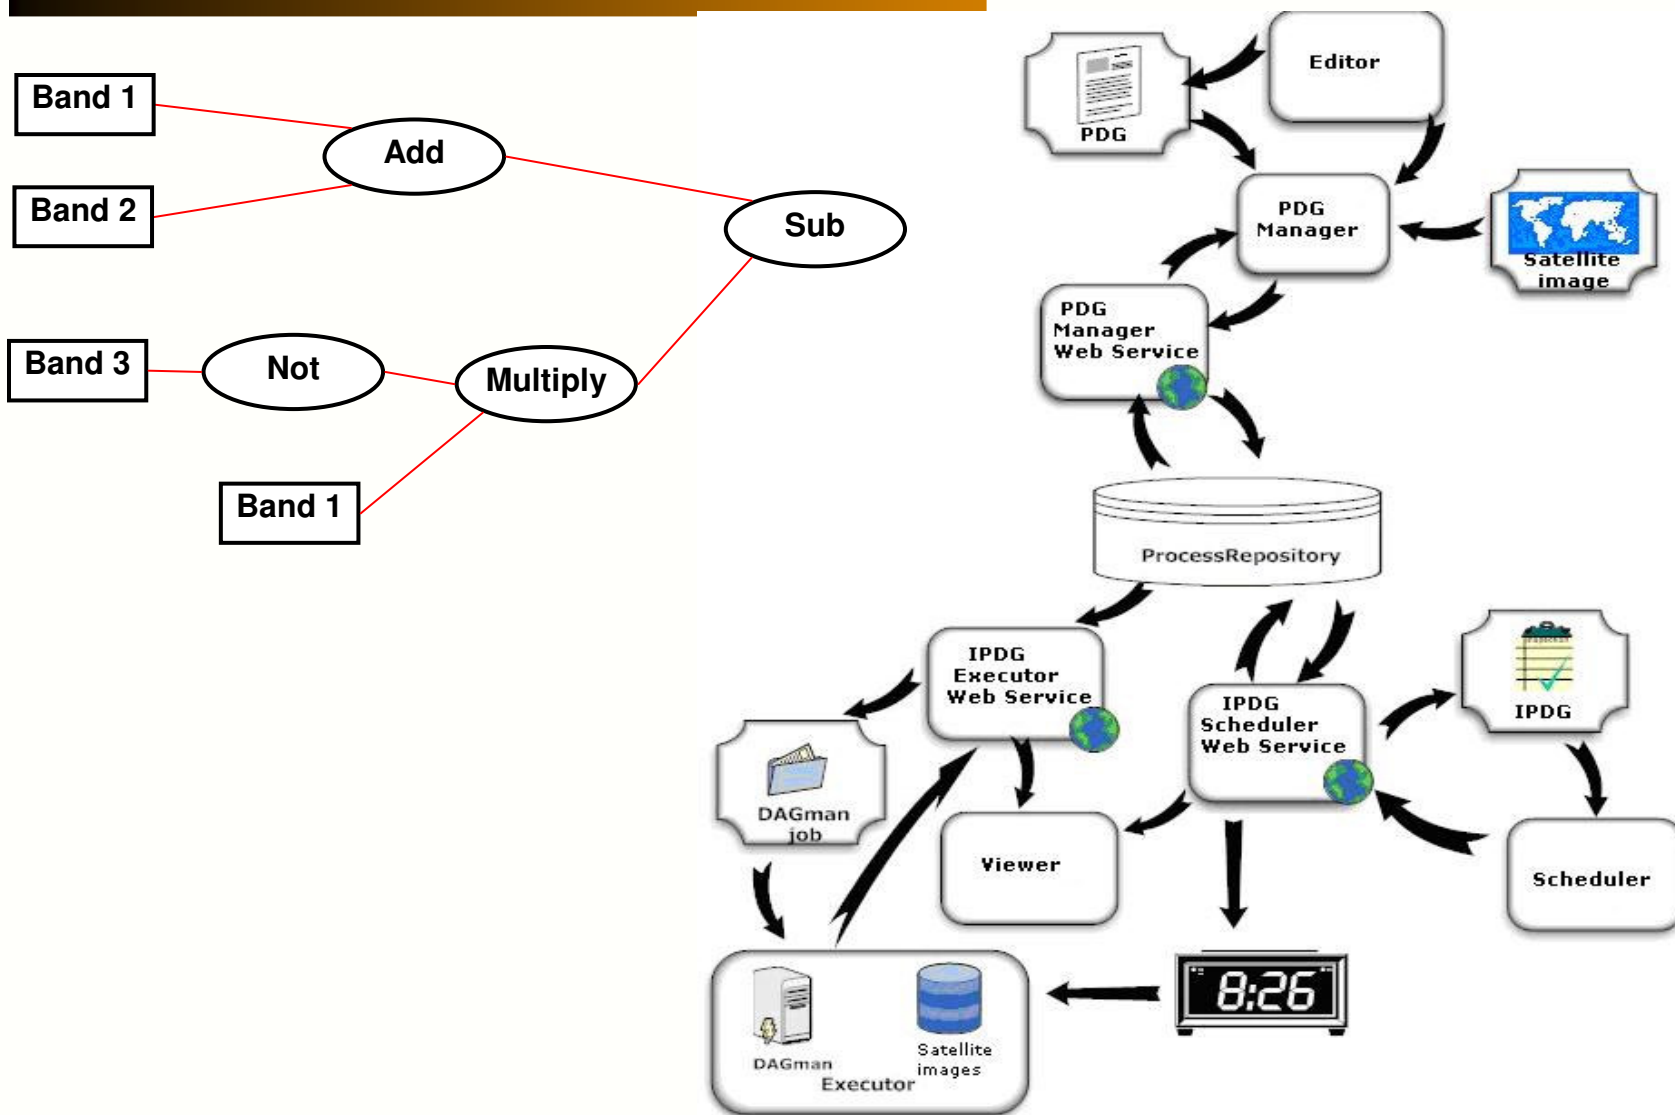 Band 1
Add
Band 2
Sub
Band 3
Not
Multiply
Band 1
Editor
PDG
PDG
Manager
Satellite
image
PDG
Manager
Web Service
ProcessRepository
IPDG
Executor
Web Service
IPDG
Scheduler
Web Service
IPDG
DAGman
job
Viewer
Scheduler
8:26
DAGman
Satellite
images
Executor